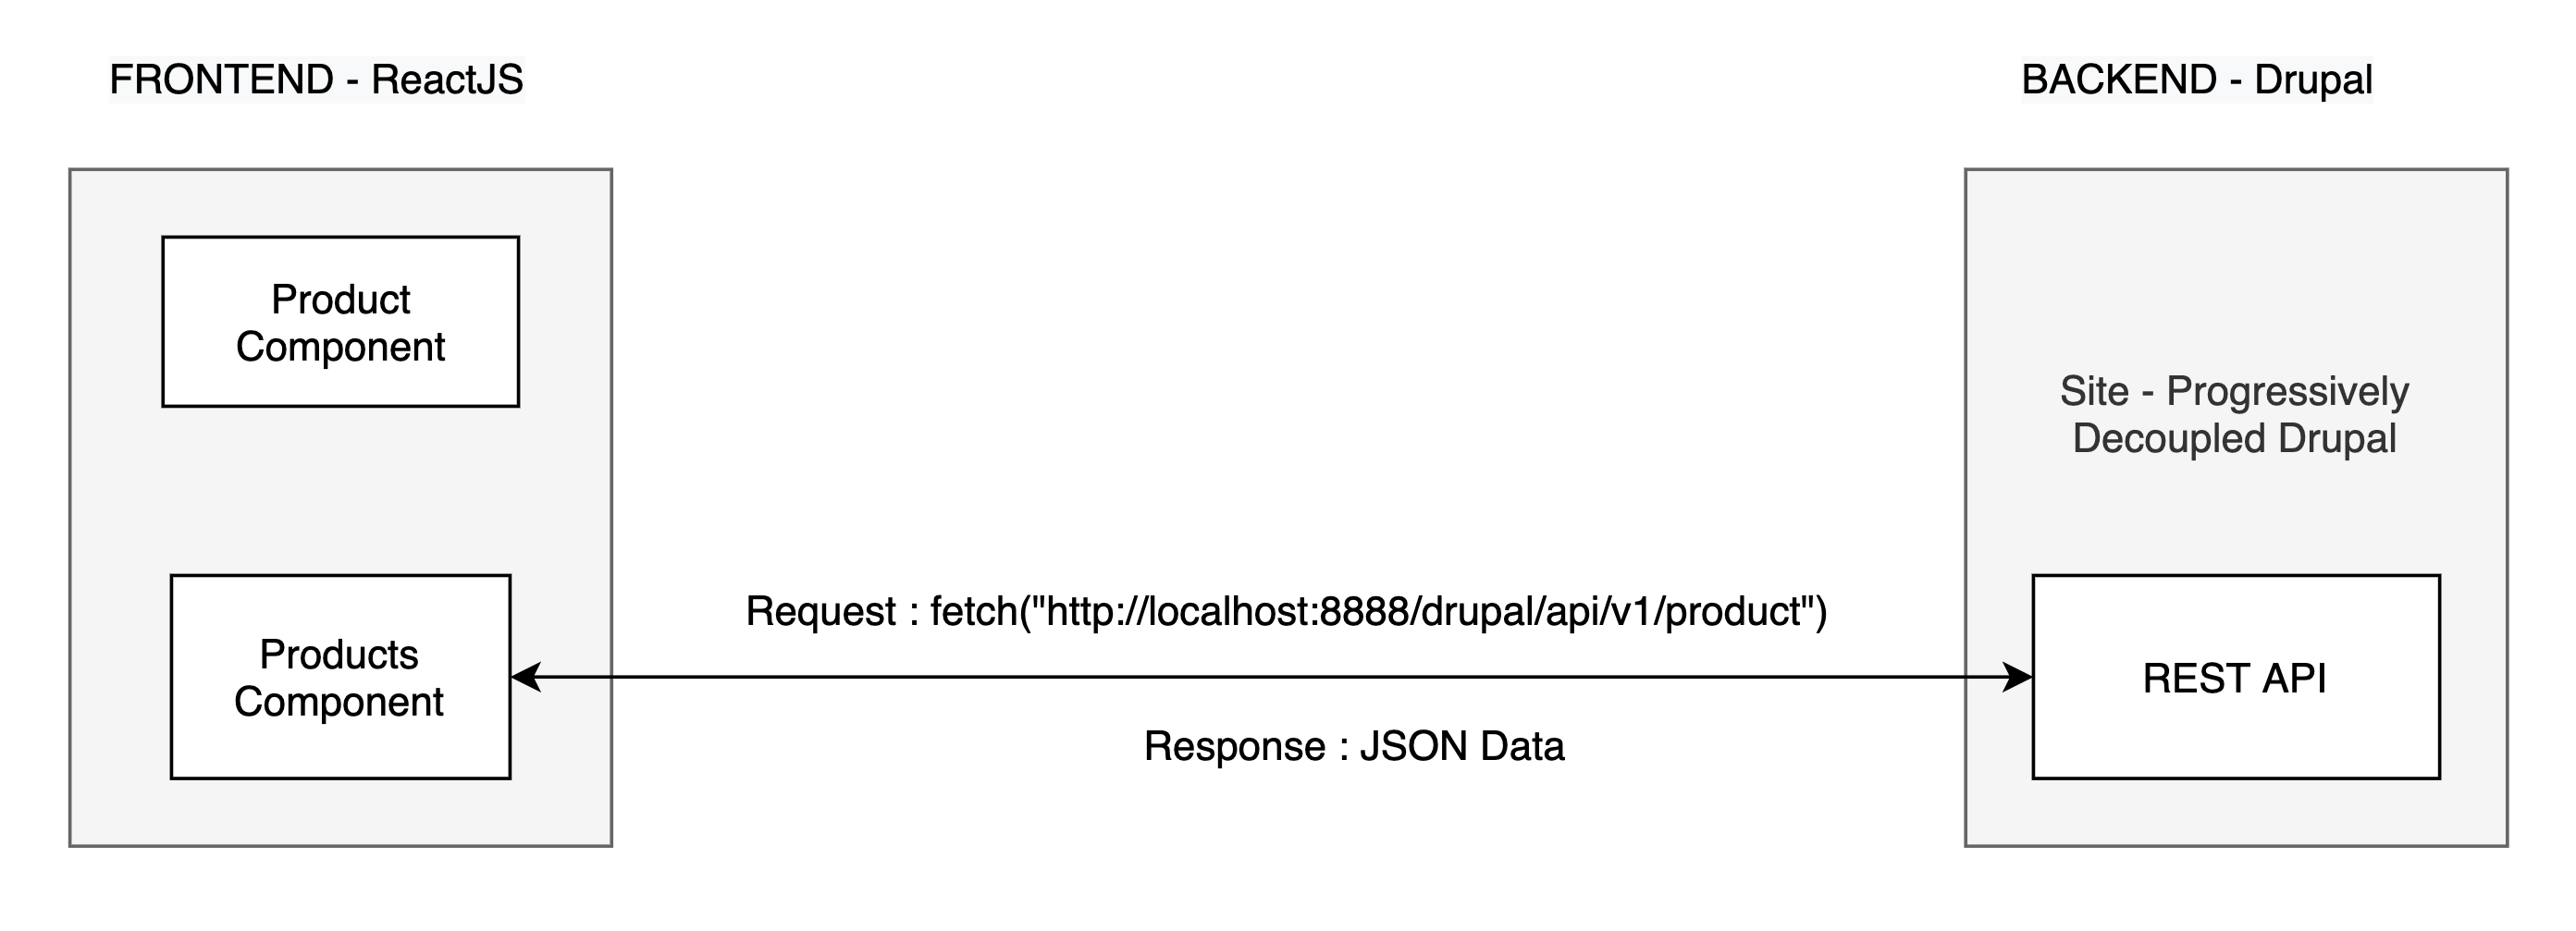 FRONTEND - ReactJS
BACKEND - Drupal
Product
Component
Site - Progressively
Decoupled Drupal
Products
Component
Request : fetch("http://localhost:8888/drupal/api/v1/product")
REST API
Response : JSON Data